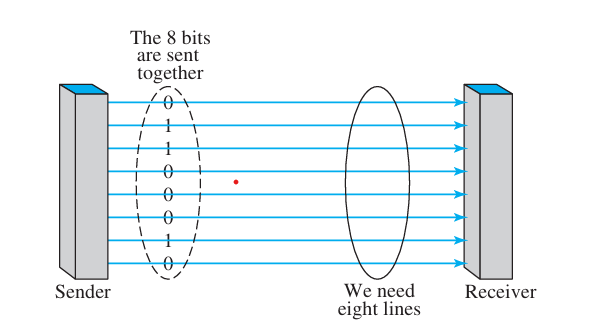 The 8 bits
are sent
together
0
1
1
0
0
0
1
0
Sender
We need
eight lines
Receiver